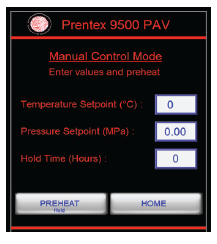 Prentex 9500 PAV
Manual Control Mode
Enter values and preheat
Temperature Setpoint (°C) : 0
Pressure Setpoint (MPa) : 0.00
Hold Time (Hours) : 0
PREHEAT HOME
Hold